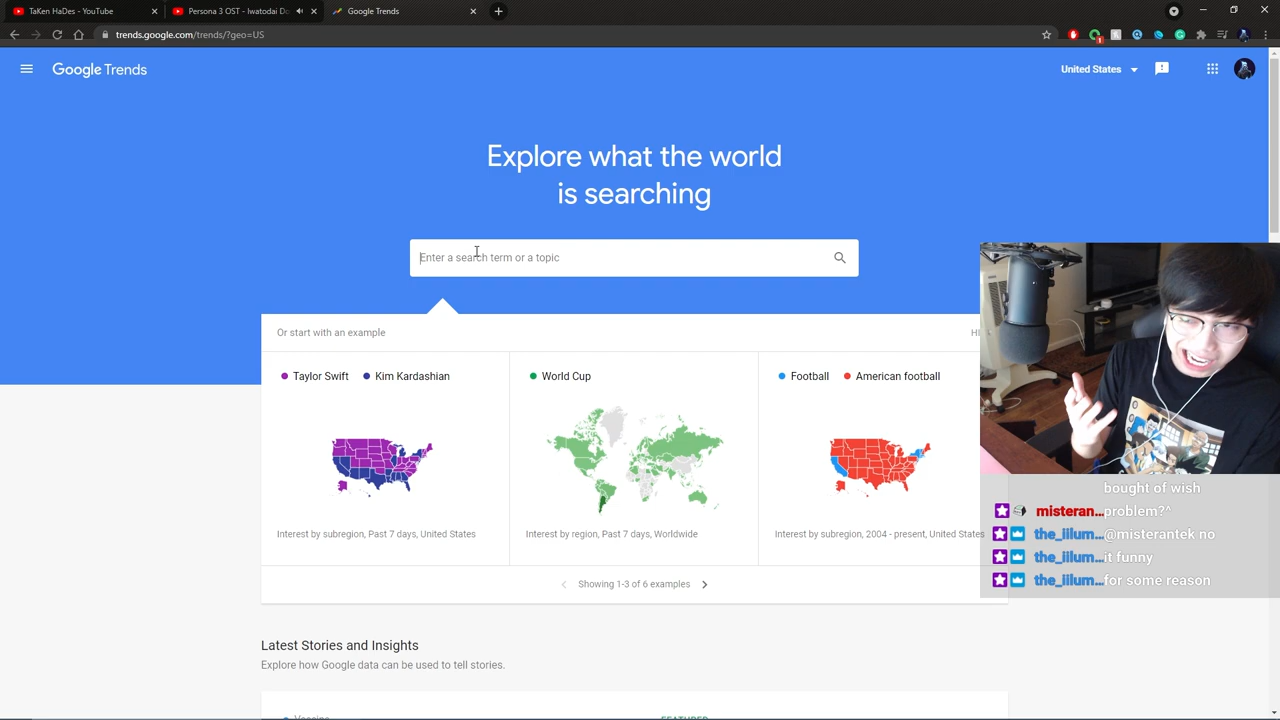 TaKen HaDes - YouTube
Persona 3 OST - Iwatodai Do
Google Trends
trends.google.com/trends/?geo=US
Google Trends
United States
Explore what the world
is searching
Enter a search term or a topic
Or start with an example
Taylor Swift
Kim Kardashian
World Cup
Football
American football
Interest by subregion, Past 7 days, United States
Interest by region, Past 7 days, Worldwide
Interest by subregion, 2004 - present, United States
Showing 1-3 of 6 examples
Latest Stories and Insights
Explore how Google data can be used to tell stories.
FEATURED
bought of wish
misteran...problem?^
the_iilum...@misterantek no
the_iilum...it funny
the_iilum...for some reason